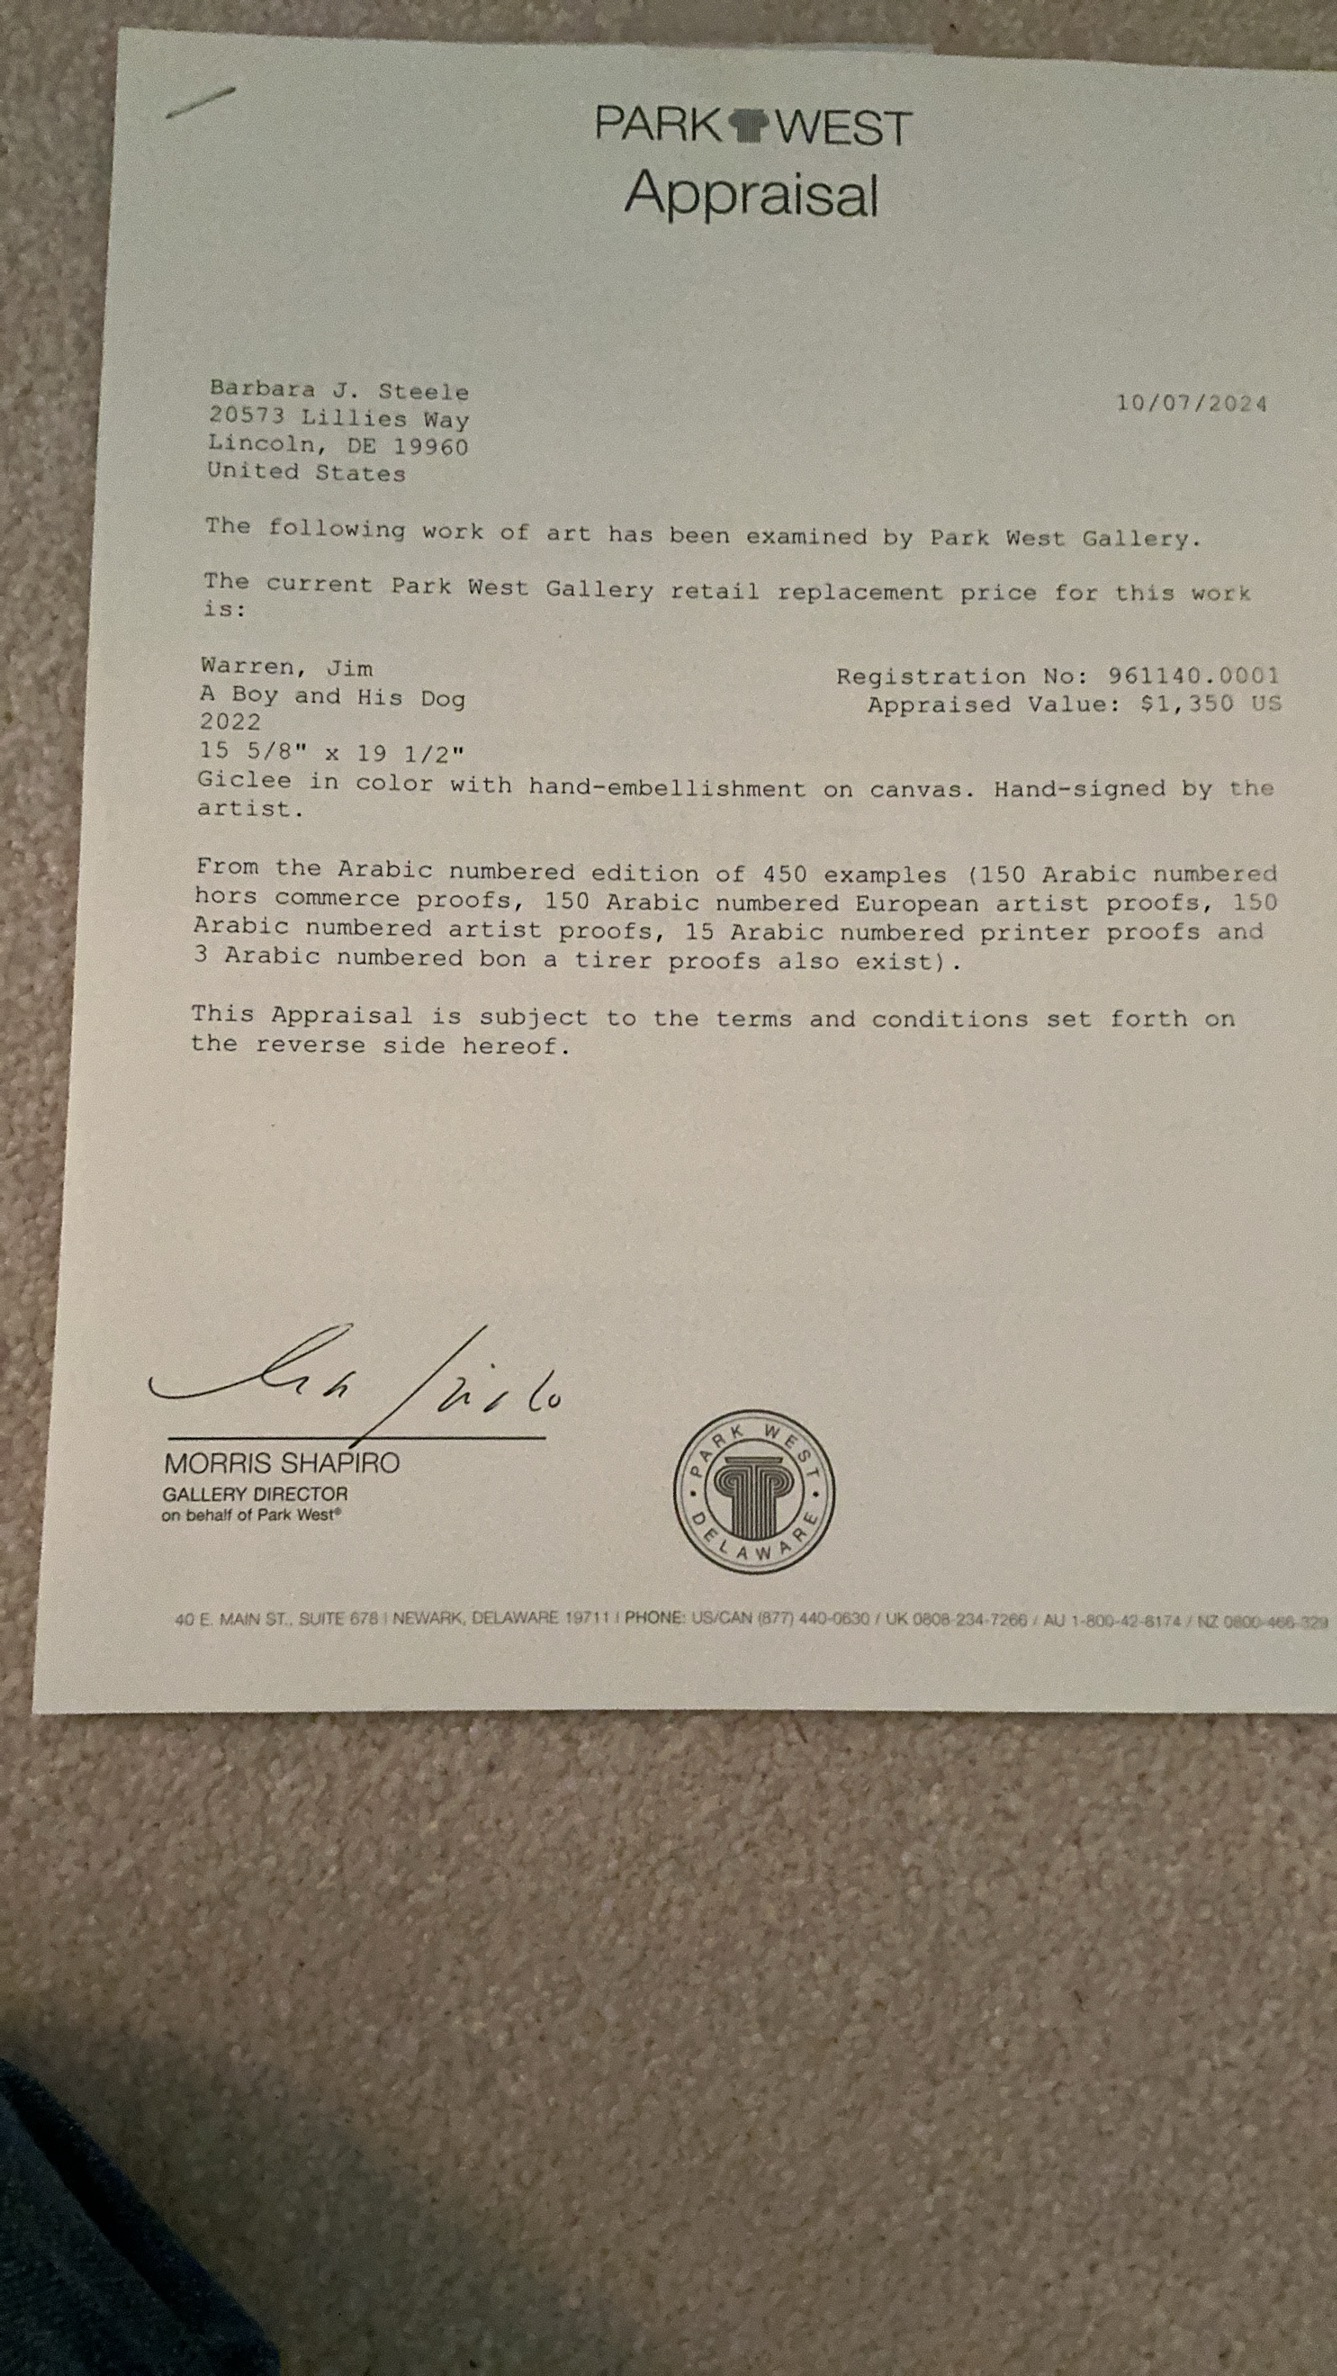 PARK WEST
Appraisal
Barbara J. Steele
20573 Lillies Way
Lincoln, DE 19960
United States
10/07/2024
The following work of art has been examined by Park West Gallery.
The current Park West Gallery retail replacement price for this work
is:
Warren, Jim
A Boy and His Dog
2022
15 5/8" x 19 1/2"
Registration No: 961140.0001
Appraised Value: $1,350 US
Giclee in color with hand-embellishment on canvas. Hand-signed by the
artist.
From the Arabic numbered edition of 450 examples (150 Arabic numbered
hors commerce proofs, 150 Arabic numbered European artist proofs, 150
Arabic numbered artist proofs, 15 Arabic numbered printer proofs and
3 Arabic numbered bon a tirer proofs also exist).
This Appraisal is subject to the terms and conditions set forth on
the reverse side hereof.
MORRIS SHAPIRO
GALLERY DIRECTOR
on behalf of Park West®
PARK WEST
DELAWARE
40 E. MAIN ST., SUITE 678 | NEWARK, DELAWARE 19711 | PHONE: US/CAN (877) 440-0630 / UK 0808-234-7266 / AU 1-800-42-8174 / NZ 0800-466-329